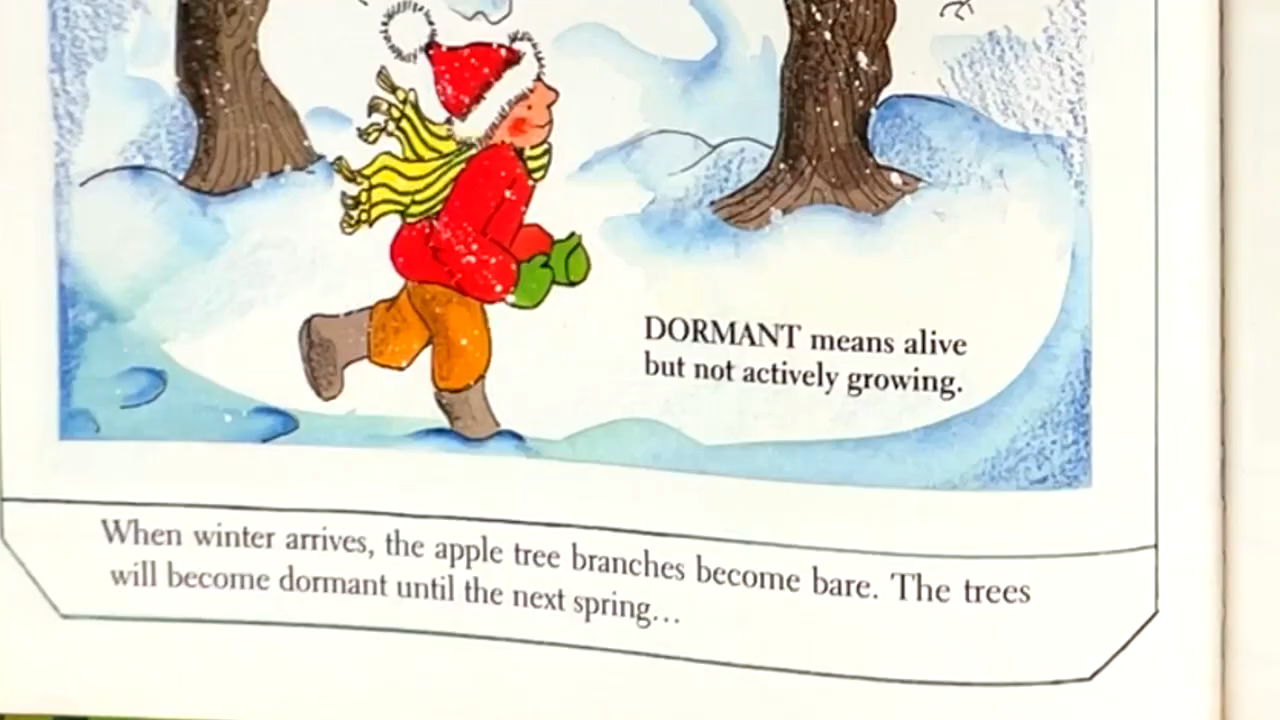 DORMANT means alive
but not actively growing.
When winter arrives, the apple tree branches become bare. The trees
will become dormant until the next spring...